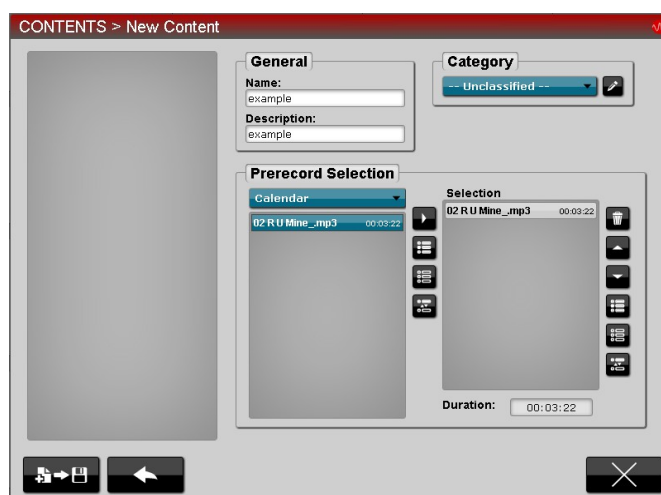 CONTENTS > New Content
General
Name:
example
Description:
example
Category
-- Unclassified --
Prerecord Selection
Calendar
02 R U Mine_.mp3 00:03:22
Selection
02 R U Mine_.mp3 00:03:22
Duration: 00:03:22